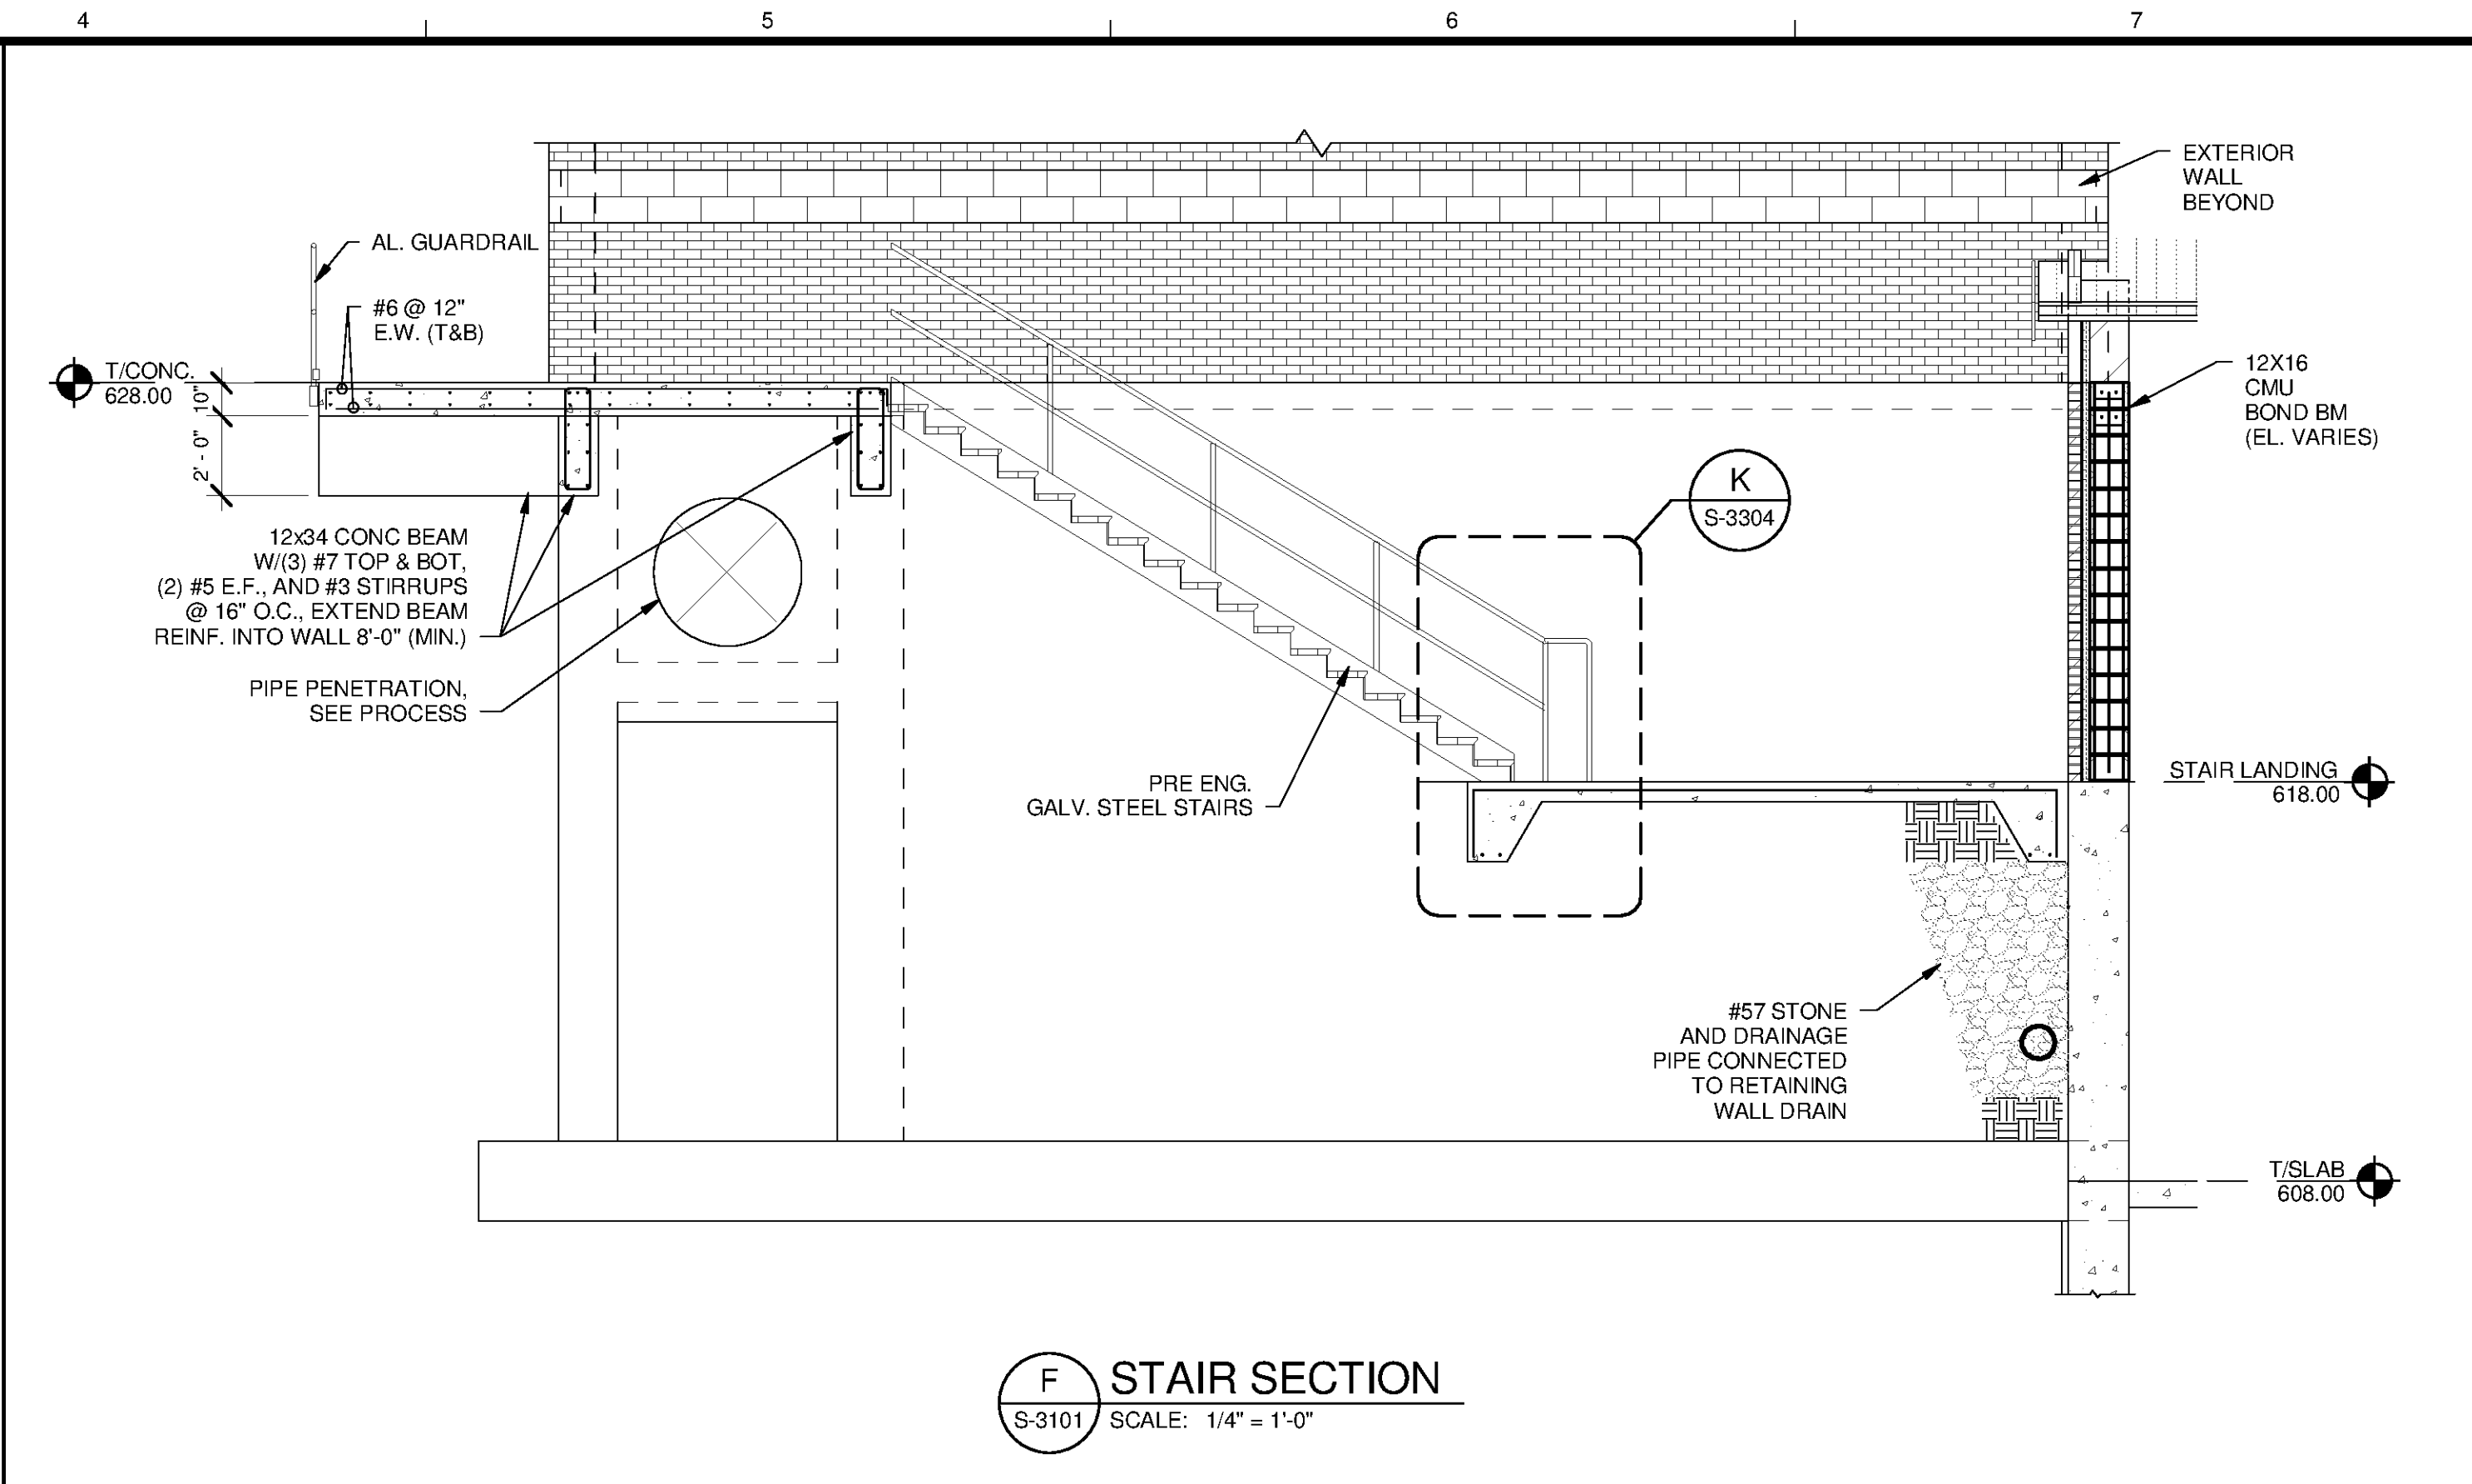 4
5
6
7
EXTERIOR
WALL
BEYOND
AL. GUARDRAIL
#6 @ 12"
E.W. (T&B)
T/CONC.
628.00
10"
2' - 0"
12X16
CMU
BOND BM
(EL. VARIES)
K
S-3304
12x34 CONC BEAM
W/(3) #7 TOP & BOT,
(2) #5 E.F., AND #3 STIRRUPS
@ 16" O.C., EXTEND BEAM
REINF. INTO WALL 8'-0" (MIN.)
PIPE PENETRATION,
SEE PROCESS
PRE ENG.
GALV. STEEL STAIRS
STAIR LANDING
618.00
#57 STONE
AND DRAINAGE
PIPE CONNECTED
TO RETAINING
WALL DRAIN
T/SLAB
608.00
F
S-3101
STAIR SECTION
SCALE: 1/4" = 1'-0"